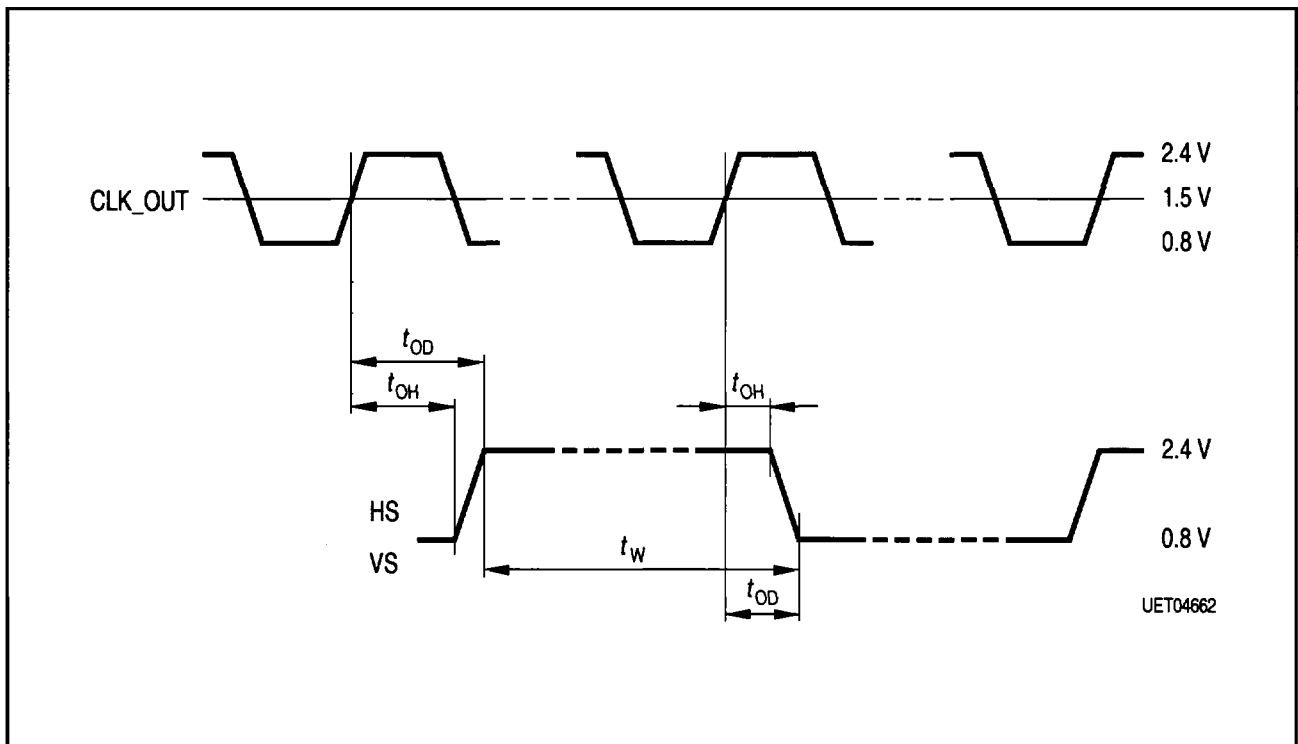 2.4 V
CLK_OUT
1.5 V
0.8 V
tOD
tOH
tOH
2.4 V
HS
VS
0.8 V
tW
tOD
UET04662